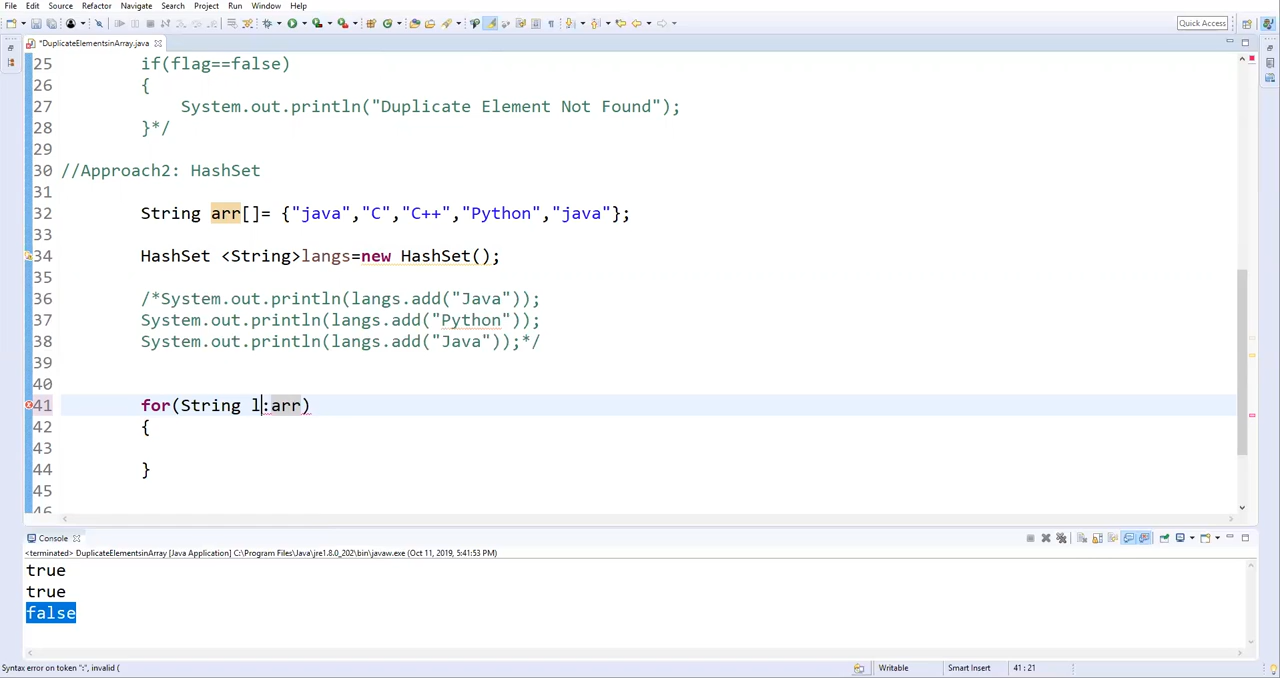 File Edit Source Refactor Navigate Search Project Run Window Help
Quick Access
*DuplicateElementsinArray.java
25 if(flag==false)
26 {
27 System.out.println("Duplicate Element Not Found");
28 }*/
29
30 //Approach2: HashSet
31
32 String arr[]= {"java","C","C++","Python","java"};
33
34 HashSet <String>langs=new HashSet();
35
36 /*System.out.println(langs.add("Java"));
37 System.out.println(langs.add("Python"));
38 System.out.println(langs.add("Java"));*/
39
40
41 for(String l:arr)
42 {
43
44 }
45
46
Console
<terminated> DuplicateElementsinArray [Java Application] C:\Program Files\Java\jre1.8.0_202\bin\javaw.exe (Oct 11, 2019, 5:41:53 PM)
true
true
false
Syntax error on token ":", invalid ( Writable Smart Insert 41 : 21